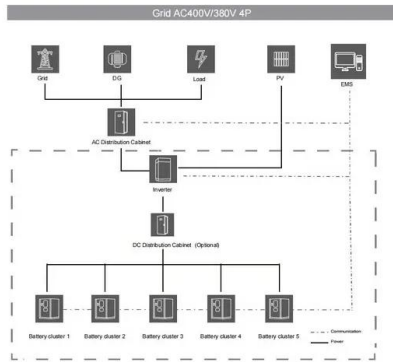 Grid AC400V/380V 4P
Grid
DG
Load
PV
EMS
AC Distribution Cabinet
Inverter
DC Distribution Cabinet (Optional)
Battery cluster 1
Battery cluster 2
Battery cluster 3
Battery cluster 4
Battery cluster 5
Communication
Power